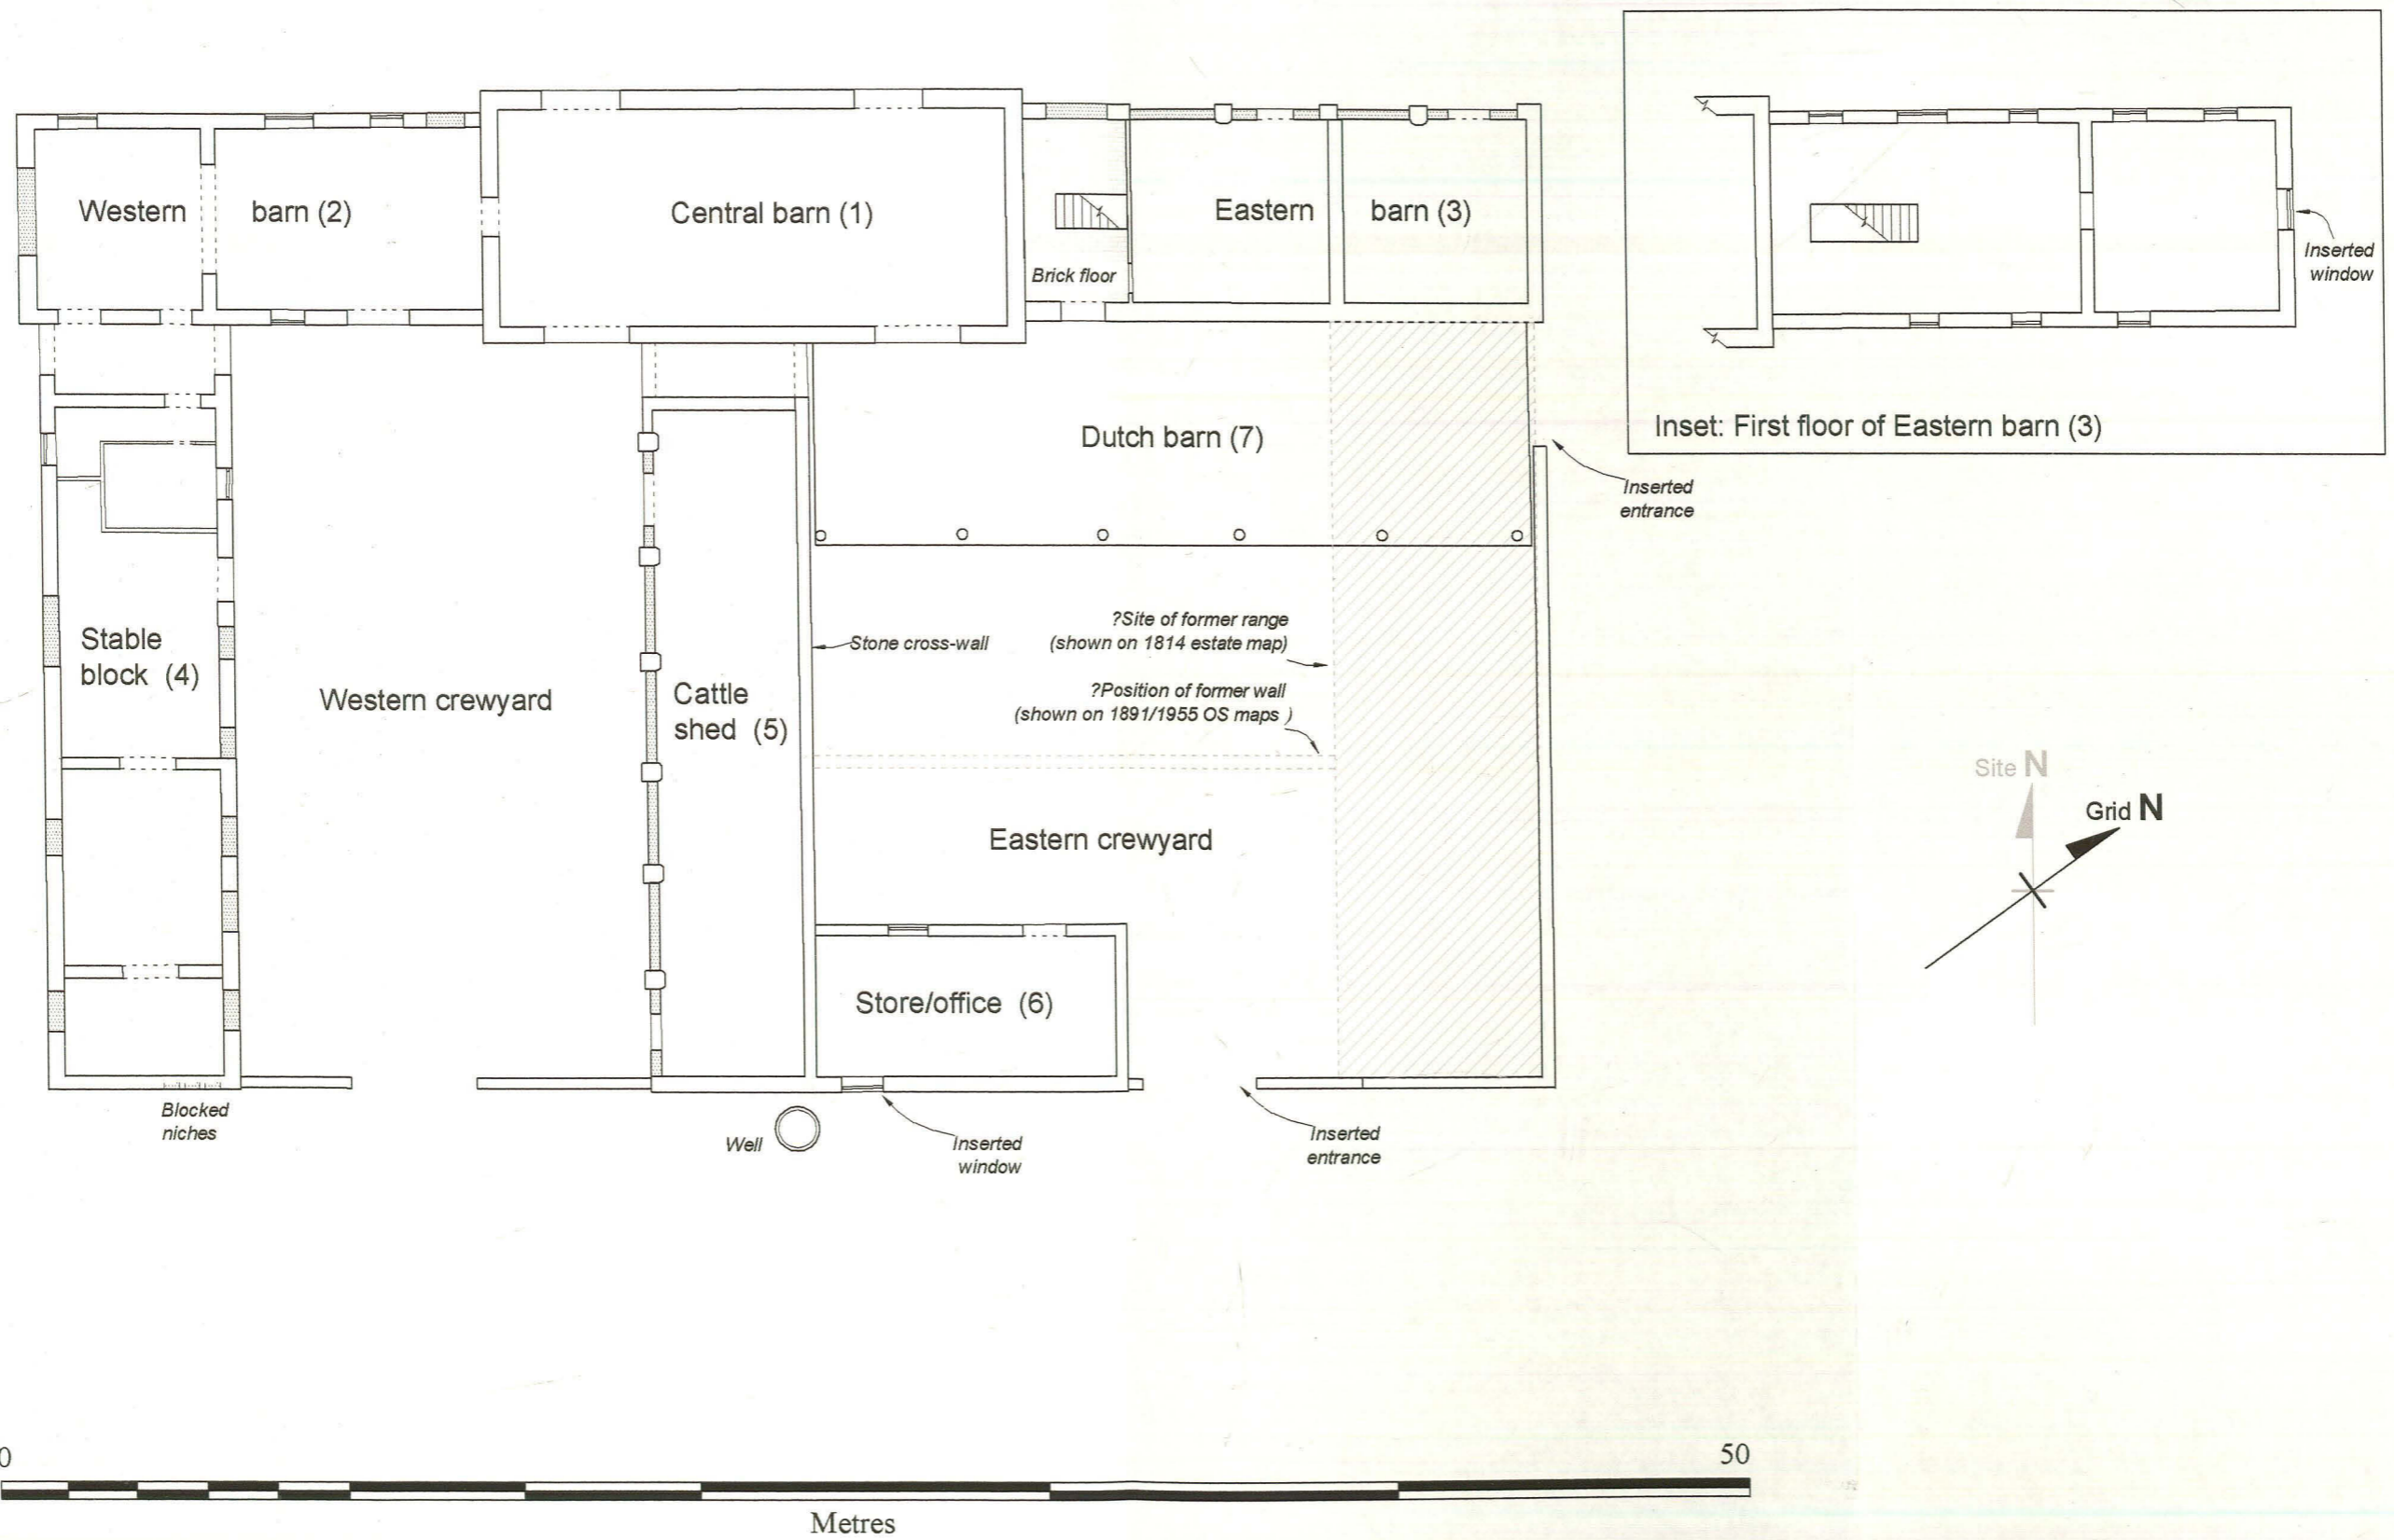 Western barn (2)
Central barn (1)
Eastern barn (3)
Brick floor
Inserted
window
Inset: First floor of Eastern barn (3)
Dutch barn (7)
Inserted
entrance
?Site of former range
(shown on 1814 estate map)
Stone cross-wall
Stable
block (4)
Western crewyard
Cattle
shed (5)
?Position of former wall
(shown on 1891/1955 OS maps )
Eastern crewyard
Site N
Grid N
Store/office (6)
Blocked
niches
Well
Inserted
window
Inserted
entrance
0
50
Metres